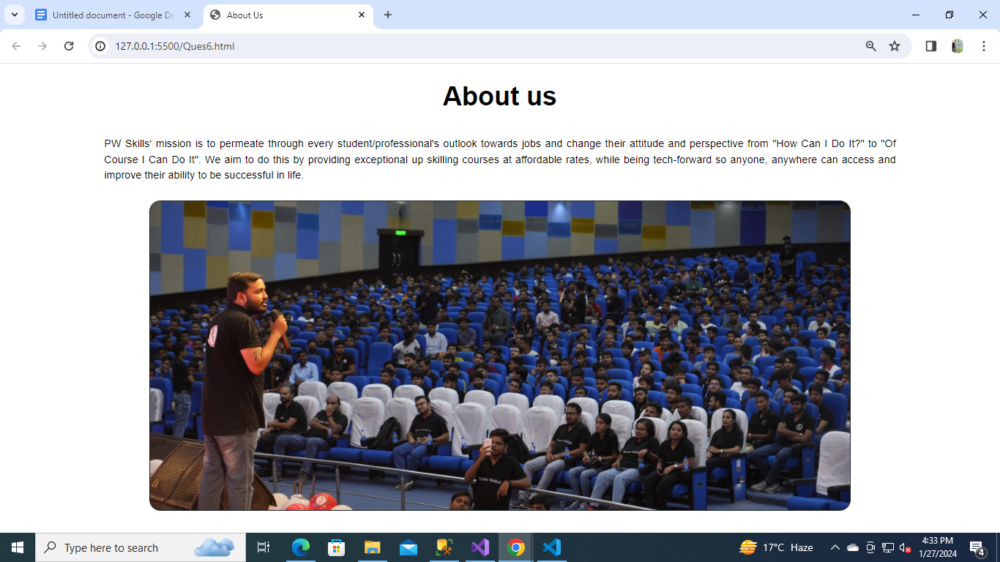 Untitled document - Google Dc
About Us
127.0.0.1:5500/Ques6.html
About us
PW Skills' mission is to permeate through every student/professional's outlook towards jobs and change their attitude and perspective from "How Can I Do It?" to "Of
Course I Can Do It". We aim to do this by providing exceptional up skilling courses at affordable rates, while being tech-forward so anyone, anywhere can access and
improve their ability to be successful in life.
Type here to search
17°C Haze
4:33 PM
1/27/2024
4